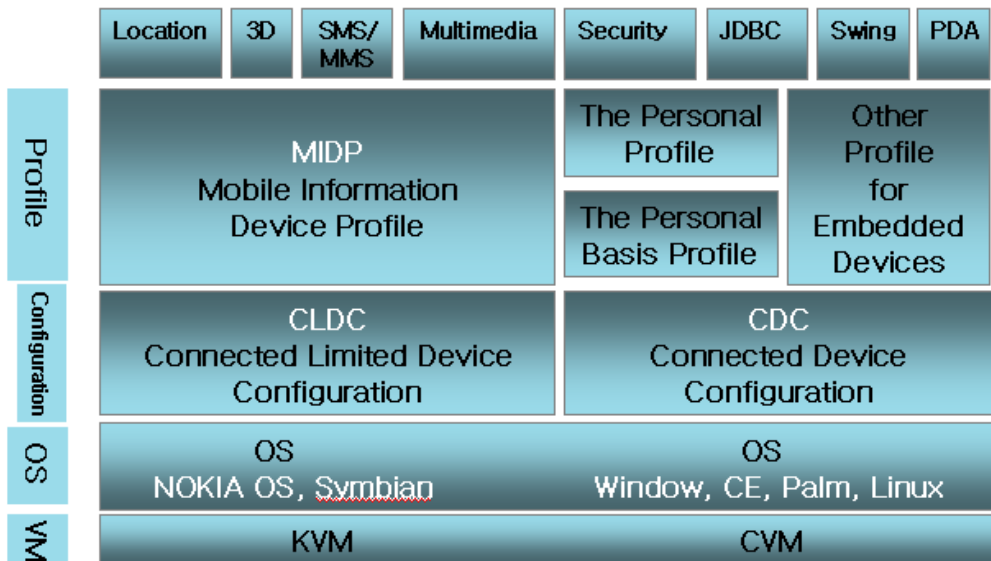 Location
3D
SMS/
MMS
Multimedia
Security
JDBC
Swing
PDA
Profile
MIDP
Mobile Information
Device Profile
The Personal
Profile
The Personal
Basis Profile
Other
Profile
for
Embedded
Devices
Configuration
CLDC
Connected Limited Device
Configuration
CDC
Connected Device
Configuration
OS
OS
NOKIA OS, Symbian
OS
Window, CE, Palm, Linux
VM
KVM
CVM